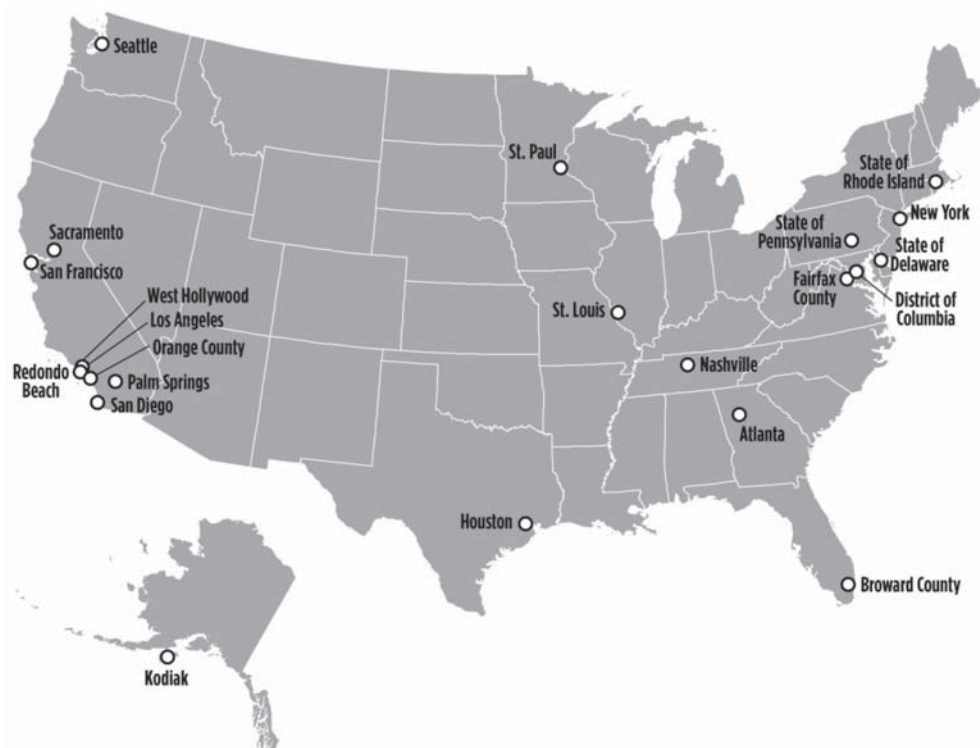 Seattle
St. Paul
State of
Rhode Island
New York
State of
Pennsylvania
State of
Delaware
Fairfax
County
District of
Columbia
Sacramento
San Francisco
West Hollywood
Los Angeles
Orange County
Redondo
Beach
Palm Springs
San Diego
St. Louis
Nashville
Atlanta
Houston
Broward County
Kodiak